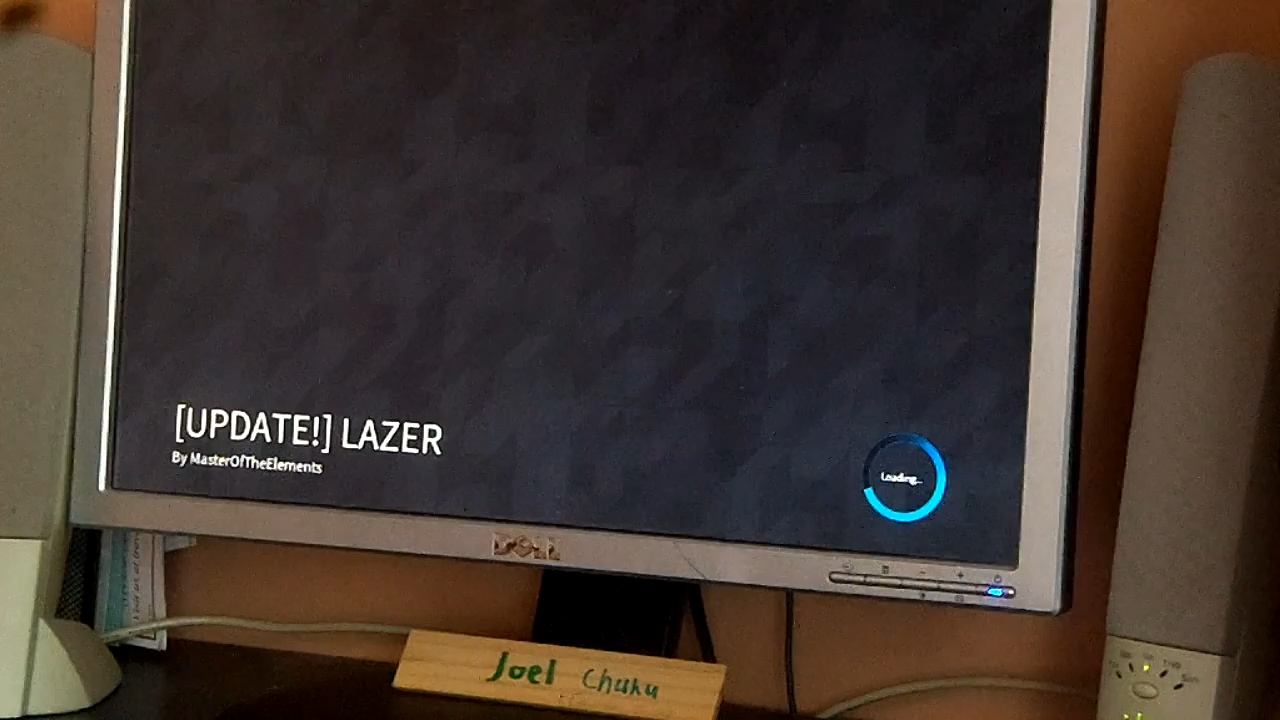 [UPDATE!] LAZER
By MasterOfTheElements
Loading...
DELL
Joel Chuku